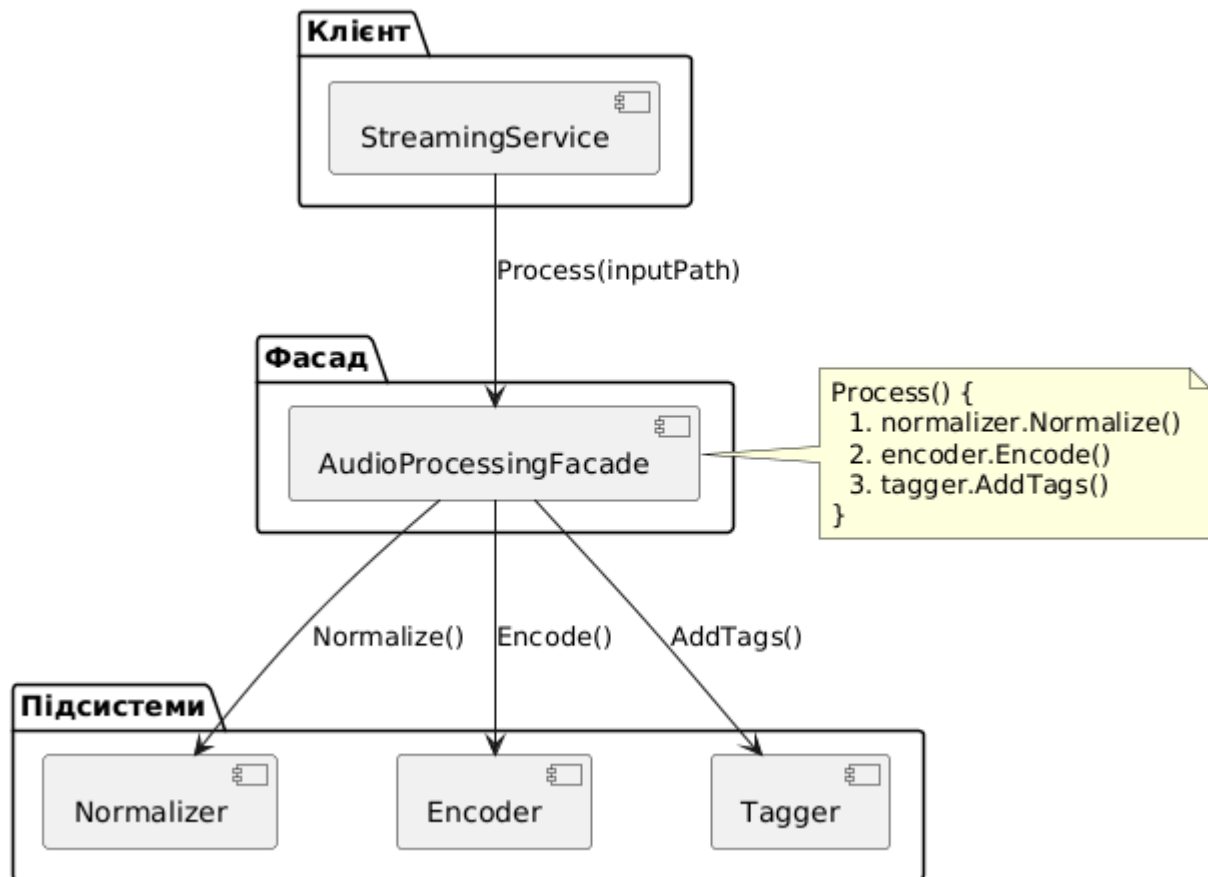 Клієнт
StreamingService
Process(inputPath)
Фасад
AudioProcessingFacade
Process() {
1. normalizer.Normalize()
2. encoder.Encode()
3. tagger.AddTags()
}
Normalize()
Encode()
AddTags()
Підсистеми
Normalizer
Encoder
Tagger